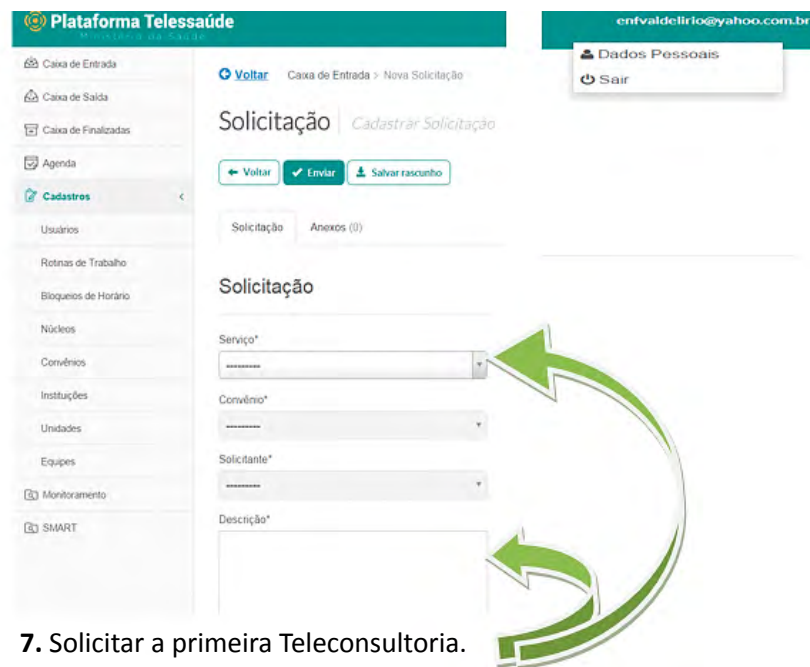 Plataforma Telessaúde
Ministério da Saúde
enfvaldelirio@yahoo.com.br
Dados Pessoais
Sair
Caixa de Entrada
Caixa de Saída
Caixa de Finalizadas
Agenda
Cadastros
Usuários
Rotinas de Trabalho
Bloqueios de Horário
Núcleos
Convênios
Instituições
Unidades
Equipes
Monitoramento
SMART
Voltar Caixa de Entrada > Nova Solicitação
Solicitação Cadastrar Solicitação
Voltar Enviar Salvar rascunho
Solicitação Anexos (0)
Solicitação
Serviço*
---------
Convênio*
---------
Solicitante*
---------
Descrição*
7. Solicitar a primeira Teleconsultoria.